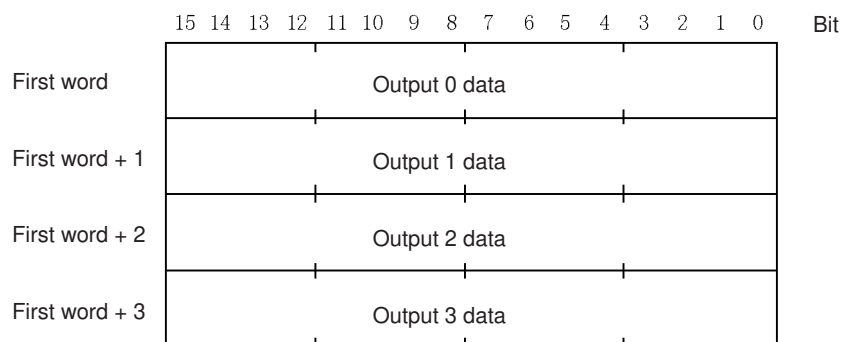 15 14 13 12 11 10 9 8 7 6 5 4 3 2 1 0 Bit
First word Output 0 data
First word + 1 Output 1 data
First word + 2 Output 2 data
First word + 3 Output 3 data